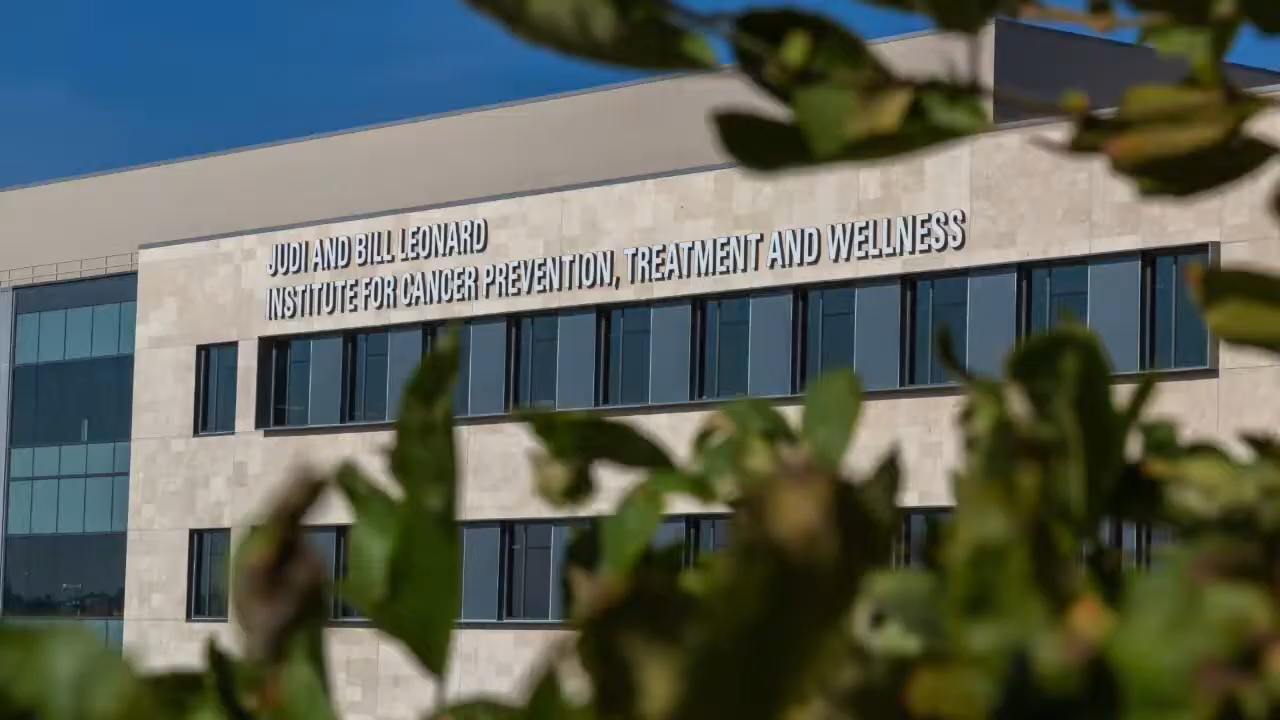 JUDI AND BILL LEONARD
INSTITUTE FOR CANCER PREVENTION, TREATMENT AND WELLNESS